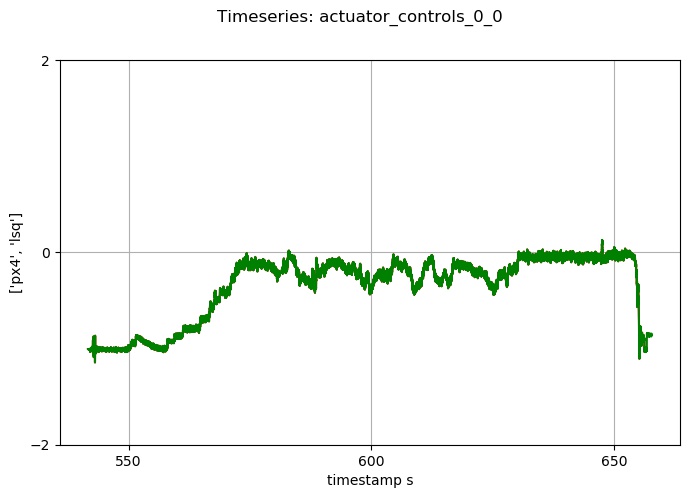 Timeseries: actuator_controls_0_0
2
0
−2
['px4', 'lsq']
550
600
650
timestamp s